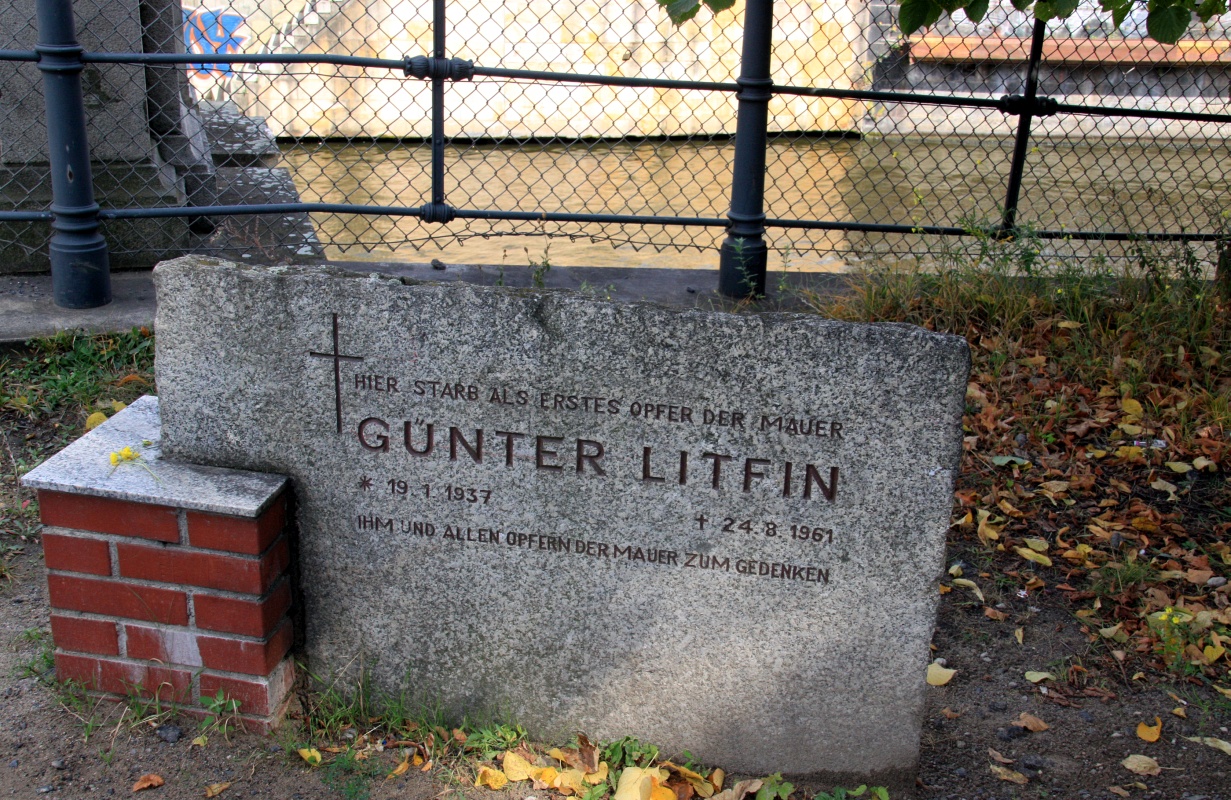 HIER STARB ALS ERSTES OPFER DER MAUER
GÜNTER LITFIN
* 19.1.1937
† 24.8.1961
IHM UND ALLEN OPFERN DER MAUER ZUM GEDENKEN